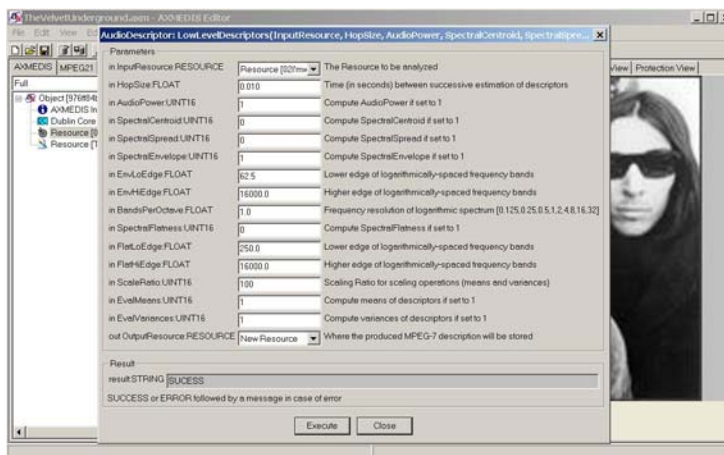 TheVelvetUnderground.axm - AXMEDIS Editor
File Edit View Ed
AudioDescriptor: LowLevelDescriptors(InputResource, HopSize, AudioPower, SpectralCentroid, SpectralSpre...
AXMEDIS MPEG21
View Protection View
Full
Object
AXMEDIS In
Dublin Core
Resource [0
Resource [T
Parameters
in InputResource:RESOURCE Resource The Resource to be analyzed
in HopSize:FLOAT 0.010 Time (in seconds) between successive estimation of descriptors
in AudioPower:UINT16 1 Compute AudioPower if set to 1
in SpectralCentroid:UINT16 0 Compute SpectralCentroid if set to 1
in SpectralSpread:UINT16 0 Compute SpectralSpread if set to 1
in SpectralEnvelope:UINT16 1 Compute SpectralEnvelope if set to 1
in EnvLoEdge:FLOAT 62.5 Lower edge of logarithmically-spaced frequency bands
in EnvHiEdge:FLOAT 16000.0 Higher edge of logarithmically-spaced frequency bands
in BandsPerOctave:FLOAT 1.0 Frequency resolution of logarithmic spectrum [0.125,0.25,0.5,1,2,4,8,16,32]
in SpectralFlatness:UINT16 0 Compute SpectralFlatness if set to 1
in FlatLoEdge:FLOAT 250.0 Lower edge of logarithmically-spaced frequency bands
in FlatHiEdge:FLOAT 16000.0 Higher edge of logarithmically-spaced frequency bands
in ScaleRatio:UINT16 100 Scaling Ratio for scaling operations (means and variances)
in EvalMeans:UINT16 1 Compute means of descriptors if set to 1
in EvalVariances:UINT16 1 Compute variances of descriptors if set to 1
out OutputResource:RESOURCE New Resource Where the produced MPEG-7 description will be stored
Result
result:STRING SUCESS
SUCCESS or ERROR followed by a message in case of error
Execute Close